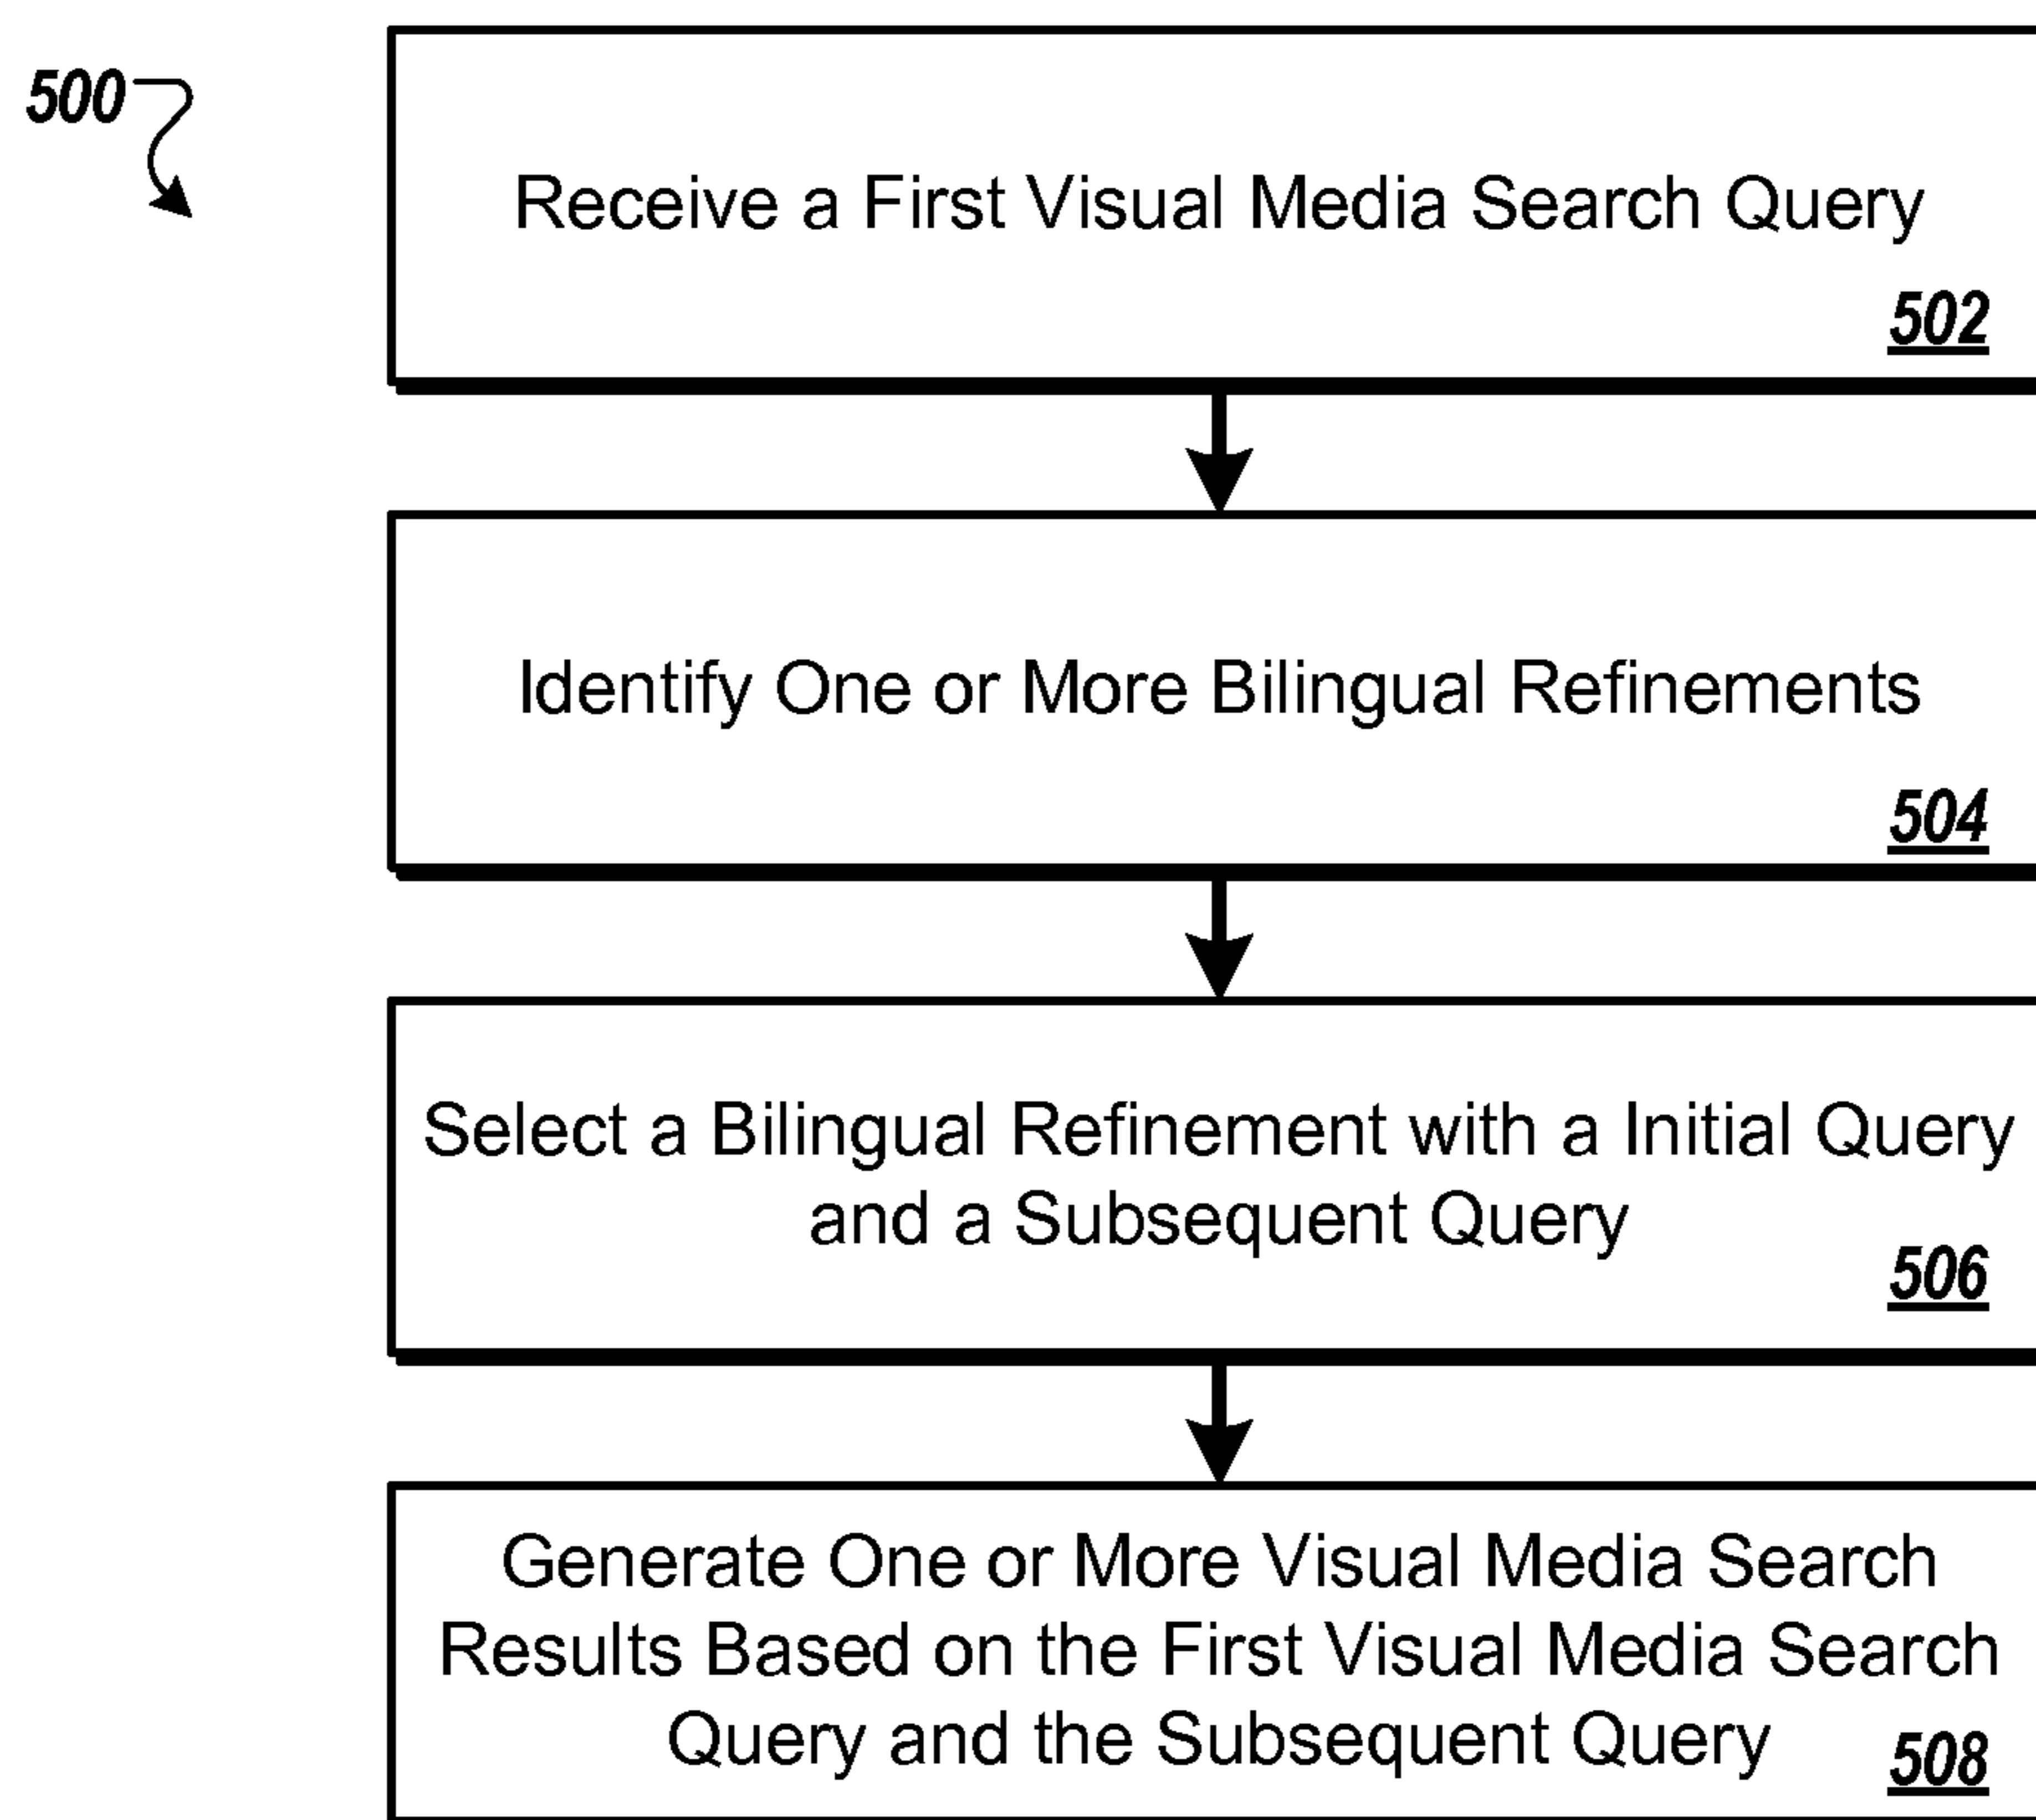 500
Receive a First Visual Media Search Query
502
Identify One or More Bilingual Refinements
504
Select a Bilingual Refinement with a Initial Query
and a Subsequent Query
506
Generate One or More Visual Media Search
Results Based on the First Visual Media Search
Query and the Subsequent Query
508